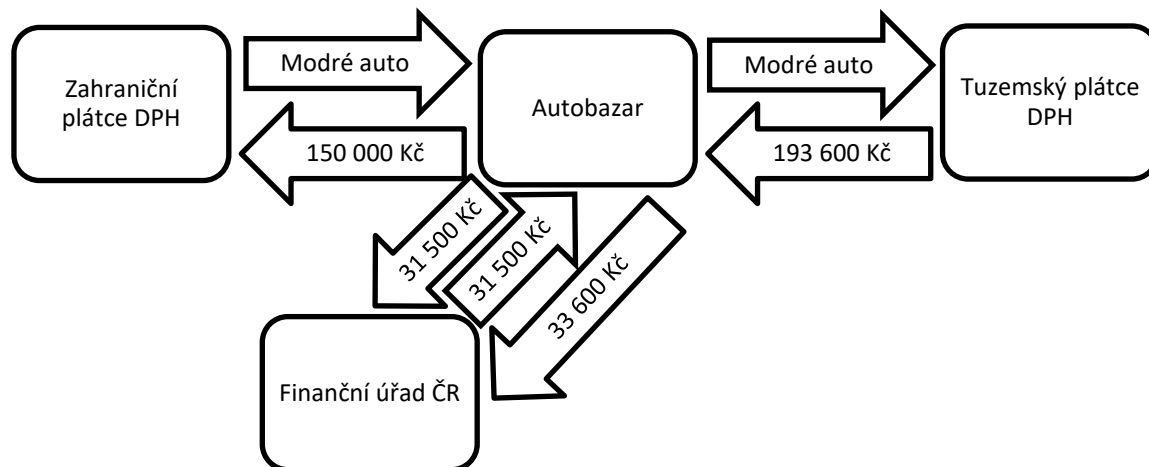 Zahraniční
plátce DPH
Modré auto
150 000 Kč
Autobazar
Modré auto
193 600 Kč
Tuzemský plátce
DPH
31 500 Kč
31 500 Kč
33 600 Kč
Finanční úřad ČR